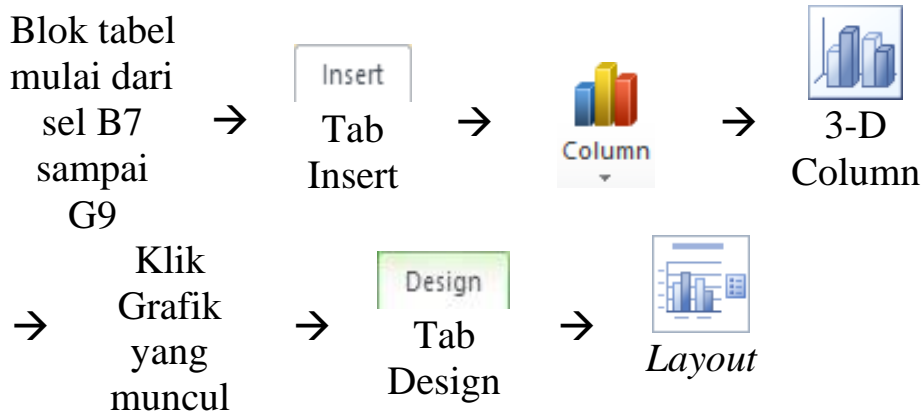 Blok tabel
mulai dari
sel B7
sampai
G9
→
Insert
Tab
Insert
→
Column
→
3-D
Column
→
Klik
Grafik
yang
muncul
→
Design
Tab
Design
→
Layout